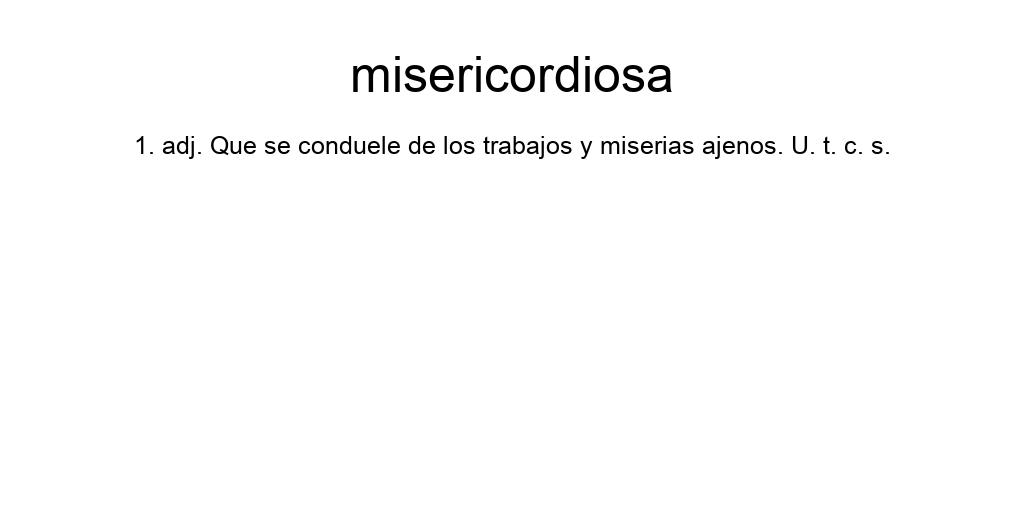 misericordiosa
1. adj. Que se conduele de los trabajos y miserias ajenos. U. t. c. s.